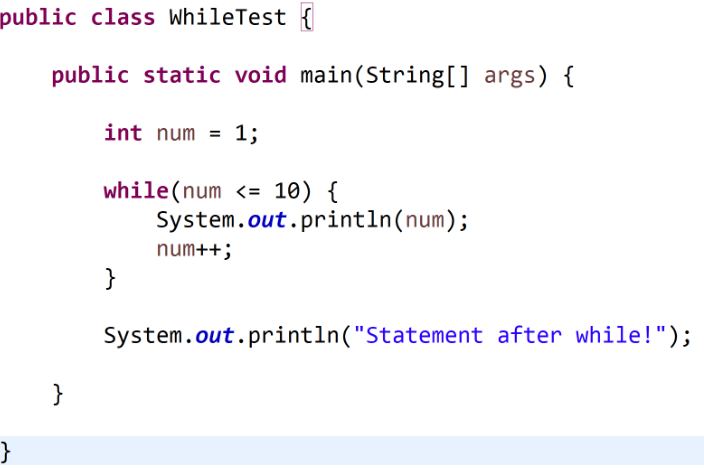 public class WhileTest {
public static void main(String[] args) {
int num = 1;
while(num <= 10) {
System.out.println(num);
num++;
}
System.out.println("Statement after while!");
}
}